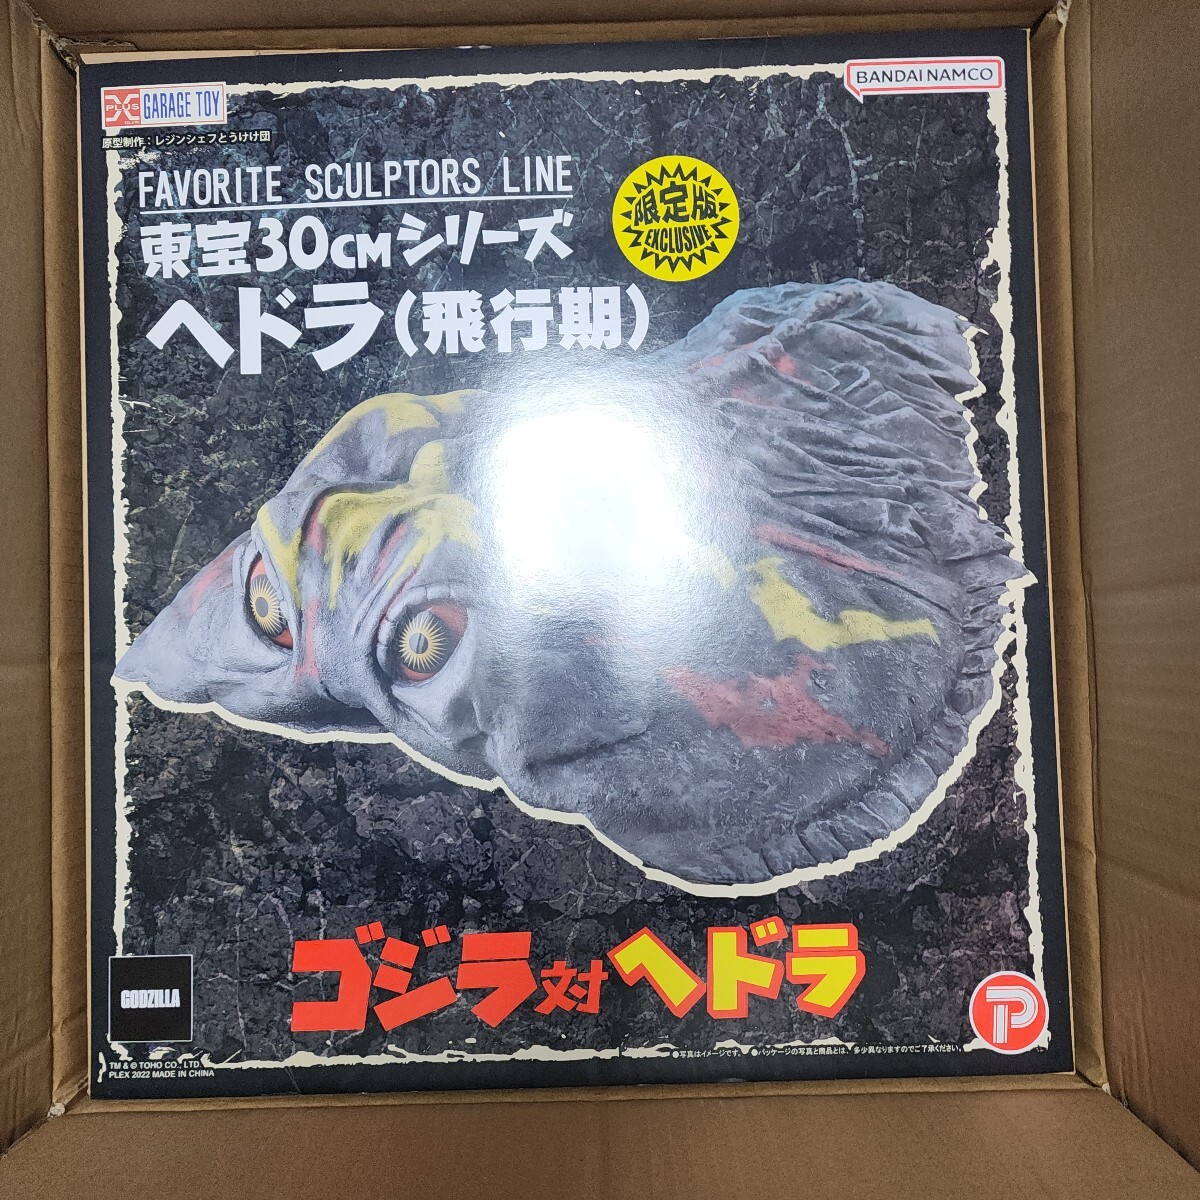 X PLUS
GARAGE TOY
BANDAI NAMCO
原型制作：レジンシェフとうけけ団
FAVORITE SCULPTORS LINE
東宝30CMシリーズ
ヘドラ(飛行期)
限定版
EXCLUSIVE
ゴジラ対ヘドラ
GODZILLA
P
●写真はイメージです。 ●パッケージの写真と商品とは、多少異なりますのでご了承ください。
TM & © TOHO CO., LTD.
PLEX 2022 MADE IN CHINA